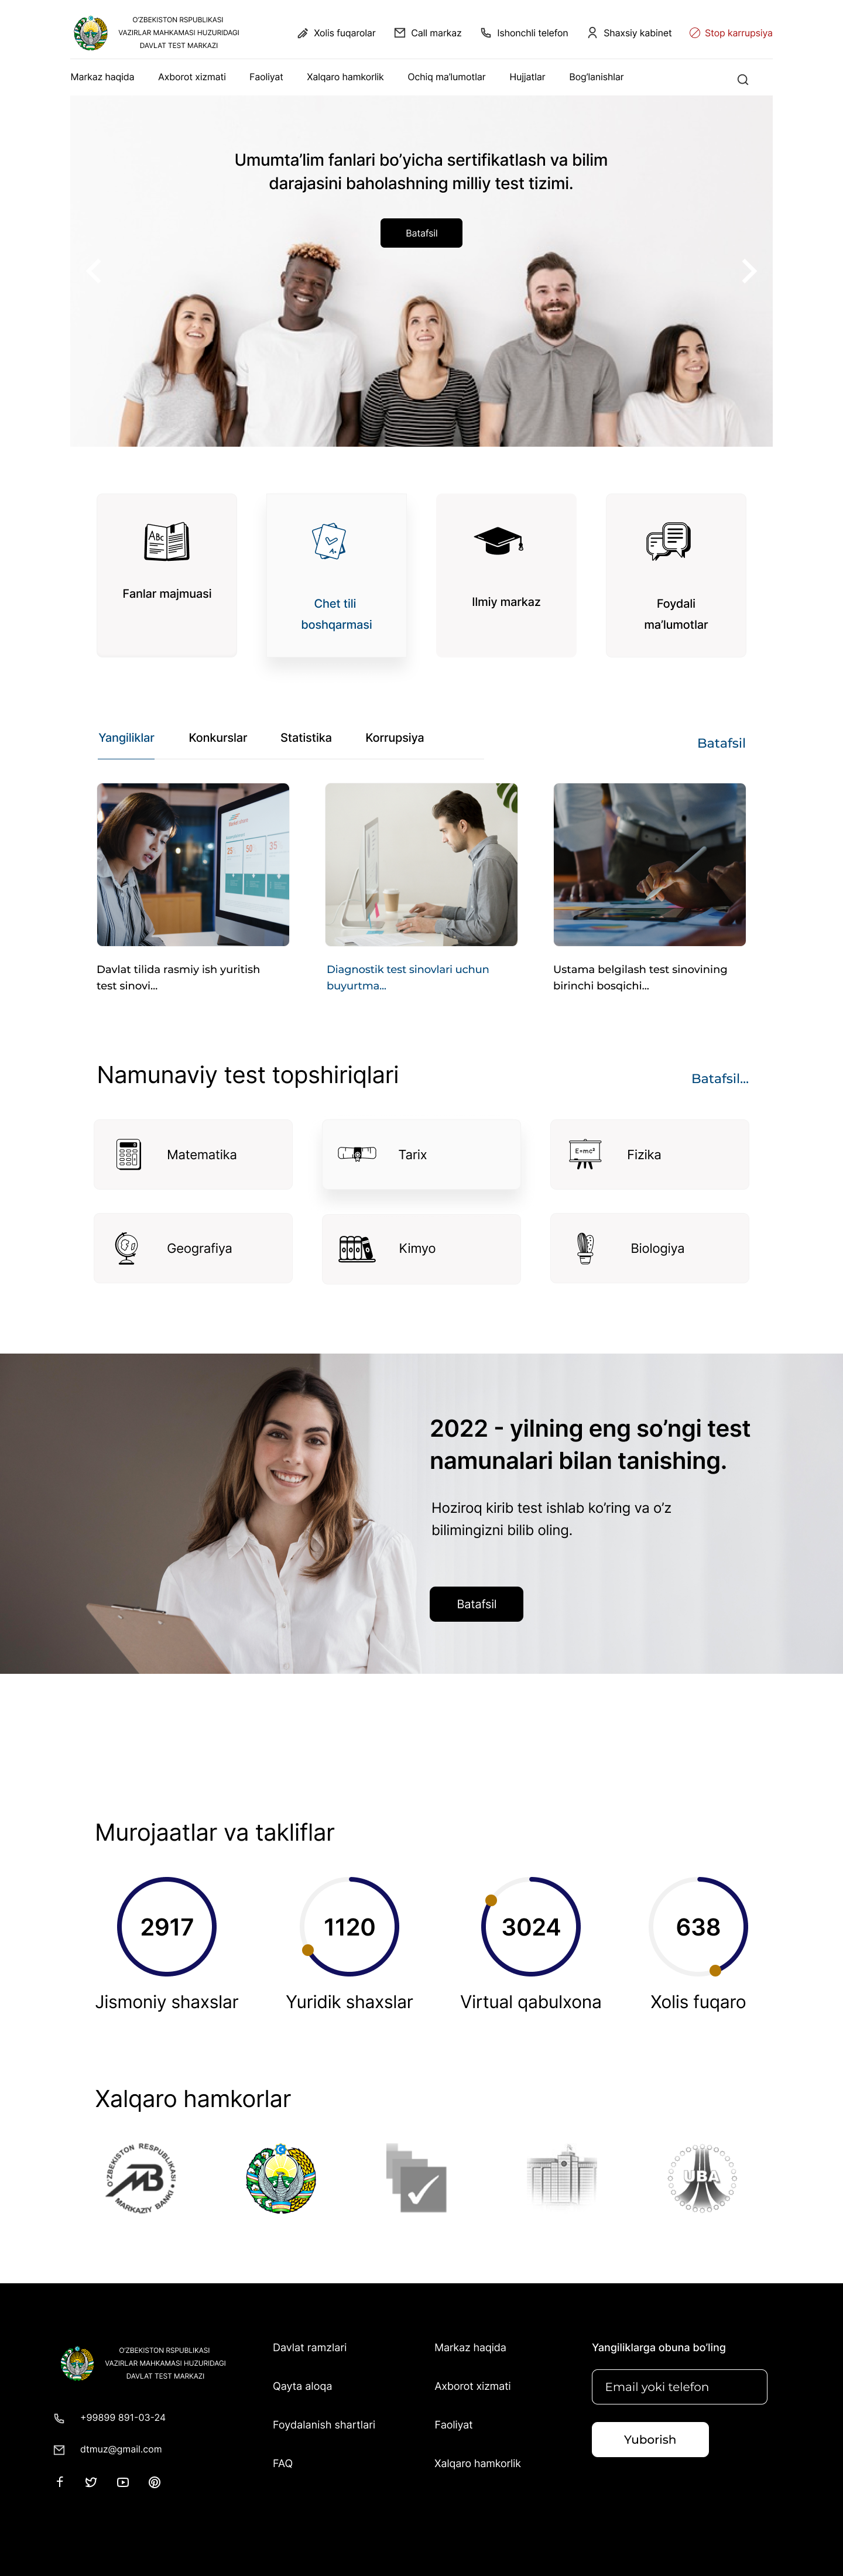 O'ZBEKISTON RSPUBLIKASI
VAZIRLAR MAHKAMASI HUZURIDAGI
DAVLAT TEST MARKAZI
Xolis fuqarolar
Call markaz
Ishonchli telefon
Shaxsiy kabinet
Stop karrupsiya
Markaz haqida
Axborot xizmati
Faoliyat
Xalqaro hamkorlik
Ochiq ma'lumotlar
Hujjatlar
Bog'lanishlar
Umumta’lim fanlari bo’yicha sertifikatlash va bilim
darajasini baholashning milliy test tizimi.
Batafsil
ABc
Fanlar majmuasi
A+
Chet tili
boshqarmasi
Ilmiy markaz
Foydali
ma’lumotlar
Yangiliklar
Konkurslar
Statistika
Korrupsiya
Batafsil
25
50
35
Davlat tilida rasmiy ish yuritish
test sinovi...
Diagnostik test sinovlari uchun
buyurtma...
Ustama belgilash test sinovining
birinchi bosqichi...
Namunaviy test topshiriqlari
Batafsil...
Matematika
Tarix
E=mc²
Fizika
Geografiya
Kimyo
Biologiya
2022 - yilning eng so’ngi test
namunalari bilan tanishing.
Hoziroq kirib test ishlab ko’ring va o’z
bilimingizni bilib oling.
Batafsil
Murojaatlar va takliflar
2917
1120
3024
638
Jismoniy shaxslar
Yuridik shaxslar
Virtual qabulxona
Xolis fuqaro
Xalqaro hamkorlar
O'ZBEKISTON RESPUBLIKASI
MB
MARKAZIY BANKI
UBA
O'ZBEKISTON RSPUBLIKASI
VAZIRLAR MAHKAMASI HUZURIDAGI
DAVLAT TEST MARKAZI
+99899 891-03-24
dtmuz@gmail.com
Davlat ramzlari
Qayta aloqa
Foydalanish shartlari
FAQ
Markaz haqida
Axborot xizmati
Faoliyat
Xalqaro hamkorlik
Yangiliklarga obuna bo’ling
Email yoki telefon
Yuborish